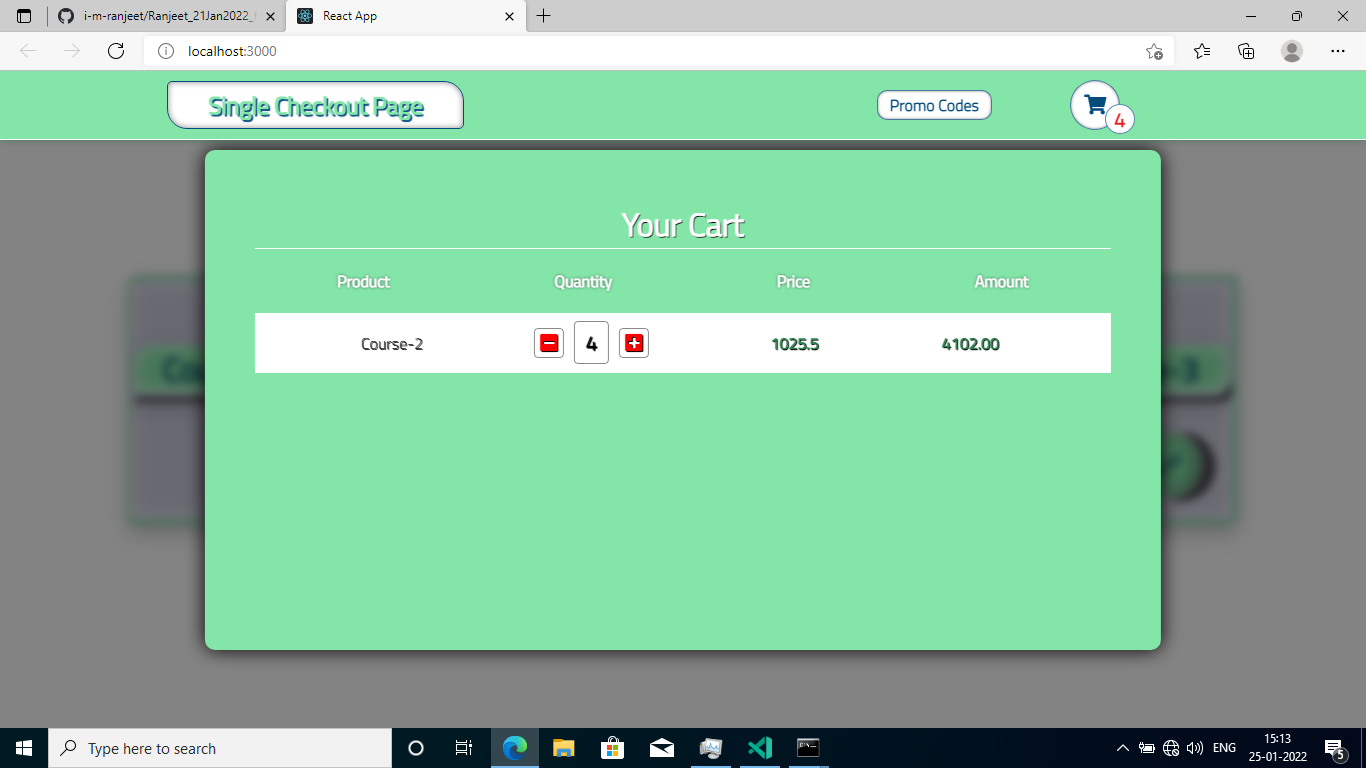 i-m-ranjeet/Ranjeet_21Jan2022_
React App
localhost:3000
Single Checkout Page
Promo Codes
4
Your Cart
Product Quantity Price Amount
Course-2 4 1025.5 4102.00
-3
Type here to search
ENG
15:13
25-01-2022
5